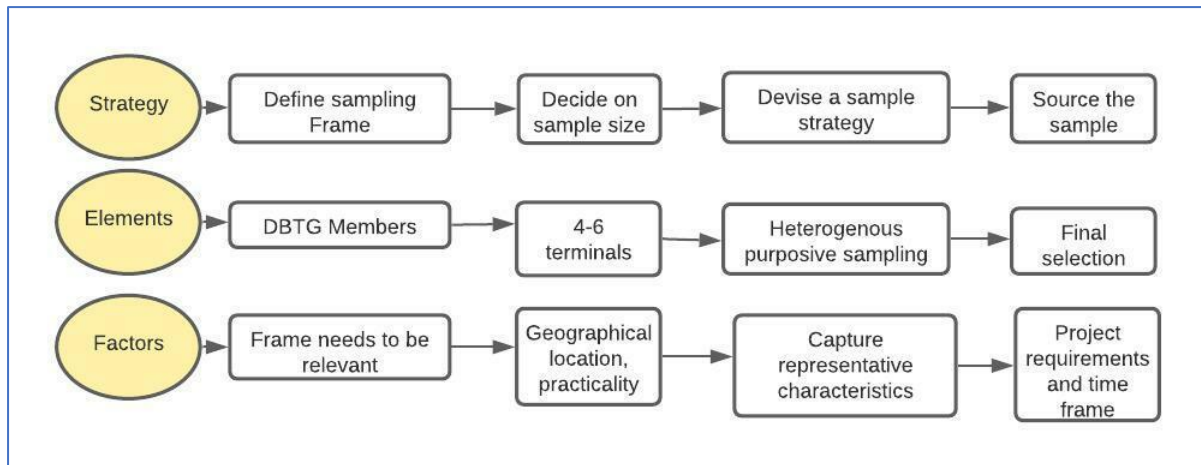 Strategy
Define sampling
Frame
Decide on
sample size
Devise a sample
strategy
Source the
sample
Elements
DBTG Members
4-6
terminals
Heterogenous
purposive sampling
Final
selection
Factors
Frame needs to be
relevant
Geographical
location,
practicality
Capture
representative
characteristics
Project
requirements
and time
frame